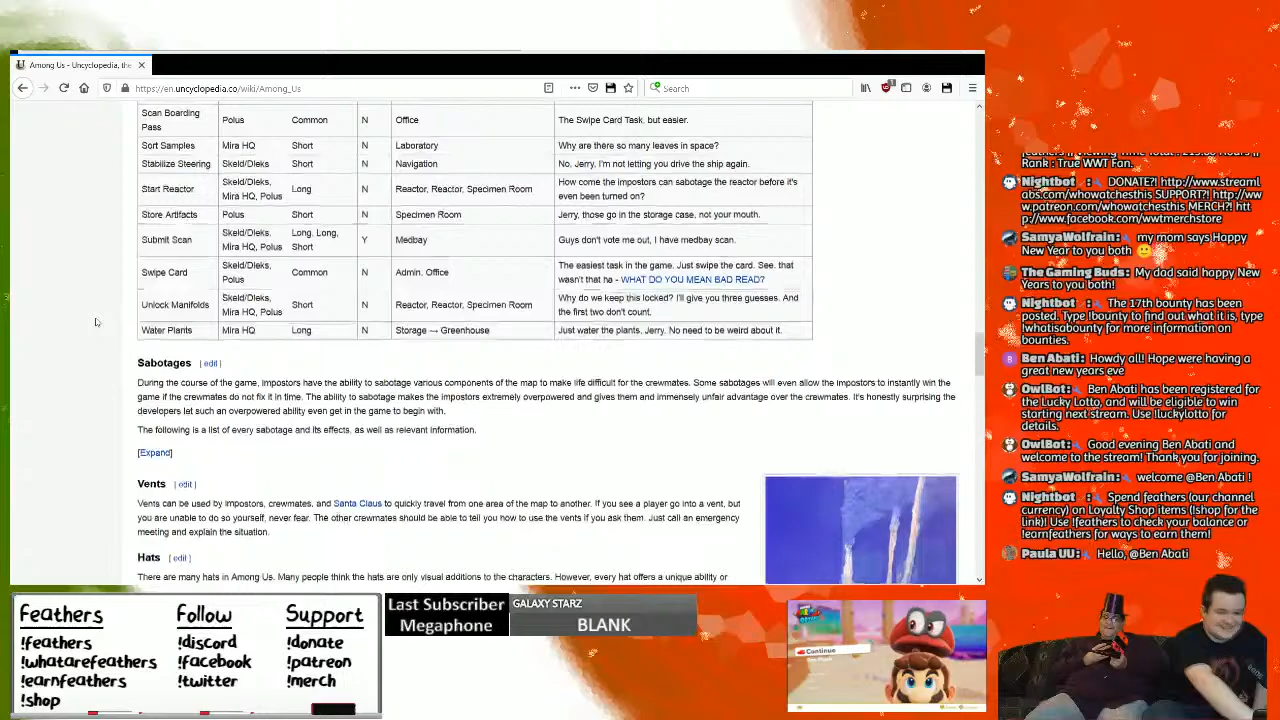 Among Us - Uncyclopedia, the
https://en.uncyclopedia.co/wiki/Among_Us
Search
Scan Boarding
Pass
Polus
Common
N
Office
The Swipe Card Task, but easier.
Sort Samples
Mira HQ
Short
N
Laboratory
Why are there so many leaves in space?
Stabilize Steering
Skeld/Dleks
Short
N
Navigation
No, Jerry, I'm not letting you drive the ship again.
Start Reactor
Skeld/Dleks,
Mira HQ, Polus
Long
N
Reactor, Reactor, Specimen Room
How come the impostors can sabotage the reactor before it's
even been turned on?
Store Artifacts
Polus
Short
N
Specimen Room
Jerry, those go in the storage case, not your mouth.
Submit Scan
Skeld/Dleks,
Mira HQ, Polus
Long, Long,
Short
Y
Medbay
Guys don't vote me out, I have medbay scan.
Swipe Card
Skeld/Dleks,
Polus
Common
N
Admin. Office
The easiest task in the game. Just swipe the card. See, that
wasn't that ha - WHAT DO YOU MEAN BAD READ?
Unlock Manifolds
Skeld/Dleks,
Mira HQ, Polus
Short
N
Reactor, Reactor, Specimen Room
Why do we keep this locked? I'll give you three guesses. And
the first two don't count.
Water Plants
Mira HQ
Long
N
Storage → Greenhouse
Just water the plants, Jerry. No need to be weird about it.
Sabotages [ edit ]
During the course of the game, impostors have the ability to sabotage various components of the map to make life difficult for the crewmates. Some sabotages will even allow the impostors to instantly win the
game if the crewmates do not fix it in time. The ability to sabotage makes the impostors extremely overpowered and gives them and immensely unfair advantage over the crewmates. It's honestly surprising the
developers let such an overpowered ability even get in the game to begin with.
The following is a list of every sabotage and its effects, as well as relevant information.
[Expand]
Vents [ edit ]
Vents can be used by impostors, crewmates, and Santa Claus to quickly travel from one area of the map to another. If you see a player go into a vent, but
you are unable to do so yourself, never fear. The other crewmates should be able to tell you how to use the vents if you ask them. Just call an emergency
meeting and explain the situation.
Hats [ edit ]
There are many hats in Among Us. Many people think the hats are only visual additions to the characters. However, every hat offers a unique ability or
Rank : True WWT Fan.
Nightbot : DONATE?! http://www.streaml
abs.com/whowatchesthis SUPPORT?! http://ww
w.patreon.com/whowatchesthis MERCH?! htt
p://www.facebook.com/wwtmerchstore
SamyaWolfrain : my mom says Happy
New Year to you both
The Gaming Buds: My dad said happy New
Years to you both!
Nightbot : The 17th bounty has been
posted. Type !bounty to find out what it is, type
!whatisabounty for more information on
bounties.
Ben Abati: Howdy all! Hope were having a
great new years eve
OwlBot : Ben Abati has been registered for
the Lucky Lotto, and will be eligible to win
starting next stream. Use !luckylotto for
details.
OwlBot : Good evening Ben Abati and
welcome to the stream! Thank you for joining.
SamyaWolfrain : welcome @Ben Abati !
Nightbot : Spend feathers (our channel
currency) on Loyalty Shop items (!shop for the
link)! Use !feathers to check your balance or
!earnfeathers for ways to earn them!
Paula UU: Hello, @Ben Abati
feathers
!feathers
!whatarefeathers
!earnfeathers
!shop
Follow
!discord
!facebook
!twitter
Support
!donate
!patreon
!merch
Last Subscriber
Megaphone
GALAXY STARZ
BLANK
Continue